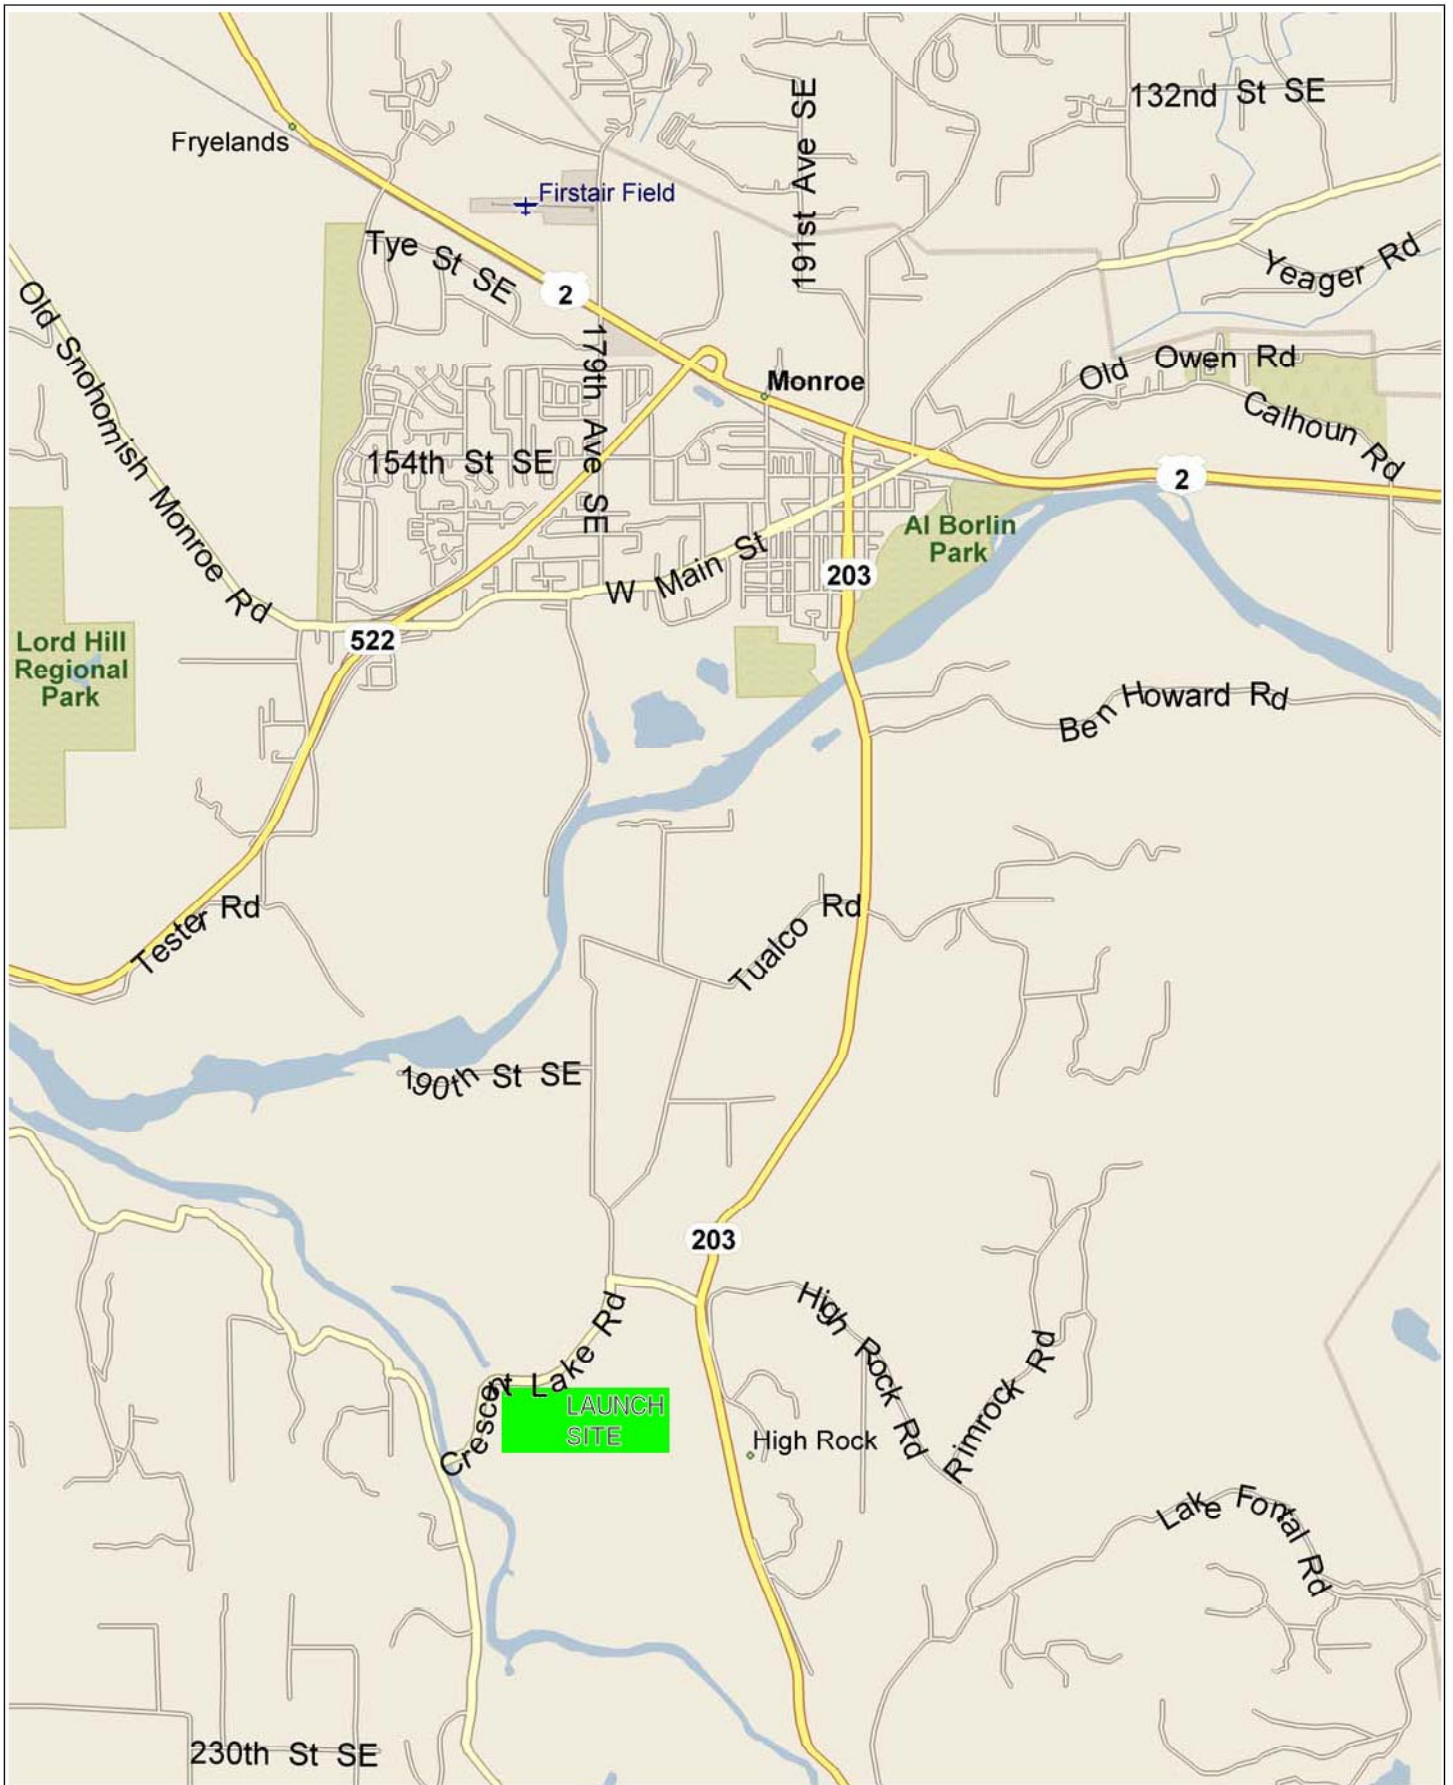 132nd St SE
191st Ave SE
Fryelands
Firstair Field
Tye St SE
2
Yeager Rd
Old Snohomish Monroe Rd
179th Ave SE
Monroe
Old Owen Rd
Calhoun Rd
154th St SE
2
Al Borlin
Park
W Main St
203
522
Lord Hill
Regional
Park
Ben Howard Rd
Tester Rd
Tualco Rd
190th St SE
203
High Rock Rd
Rimrock Rd
Crescent Lake Rd
LAUNCH
SITE
High Rock
Lake Fontal Rd
230th St SE